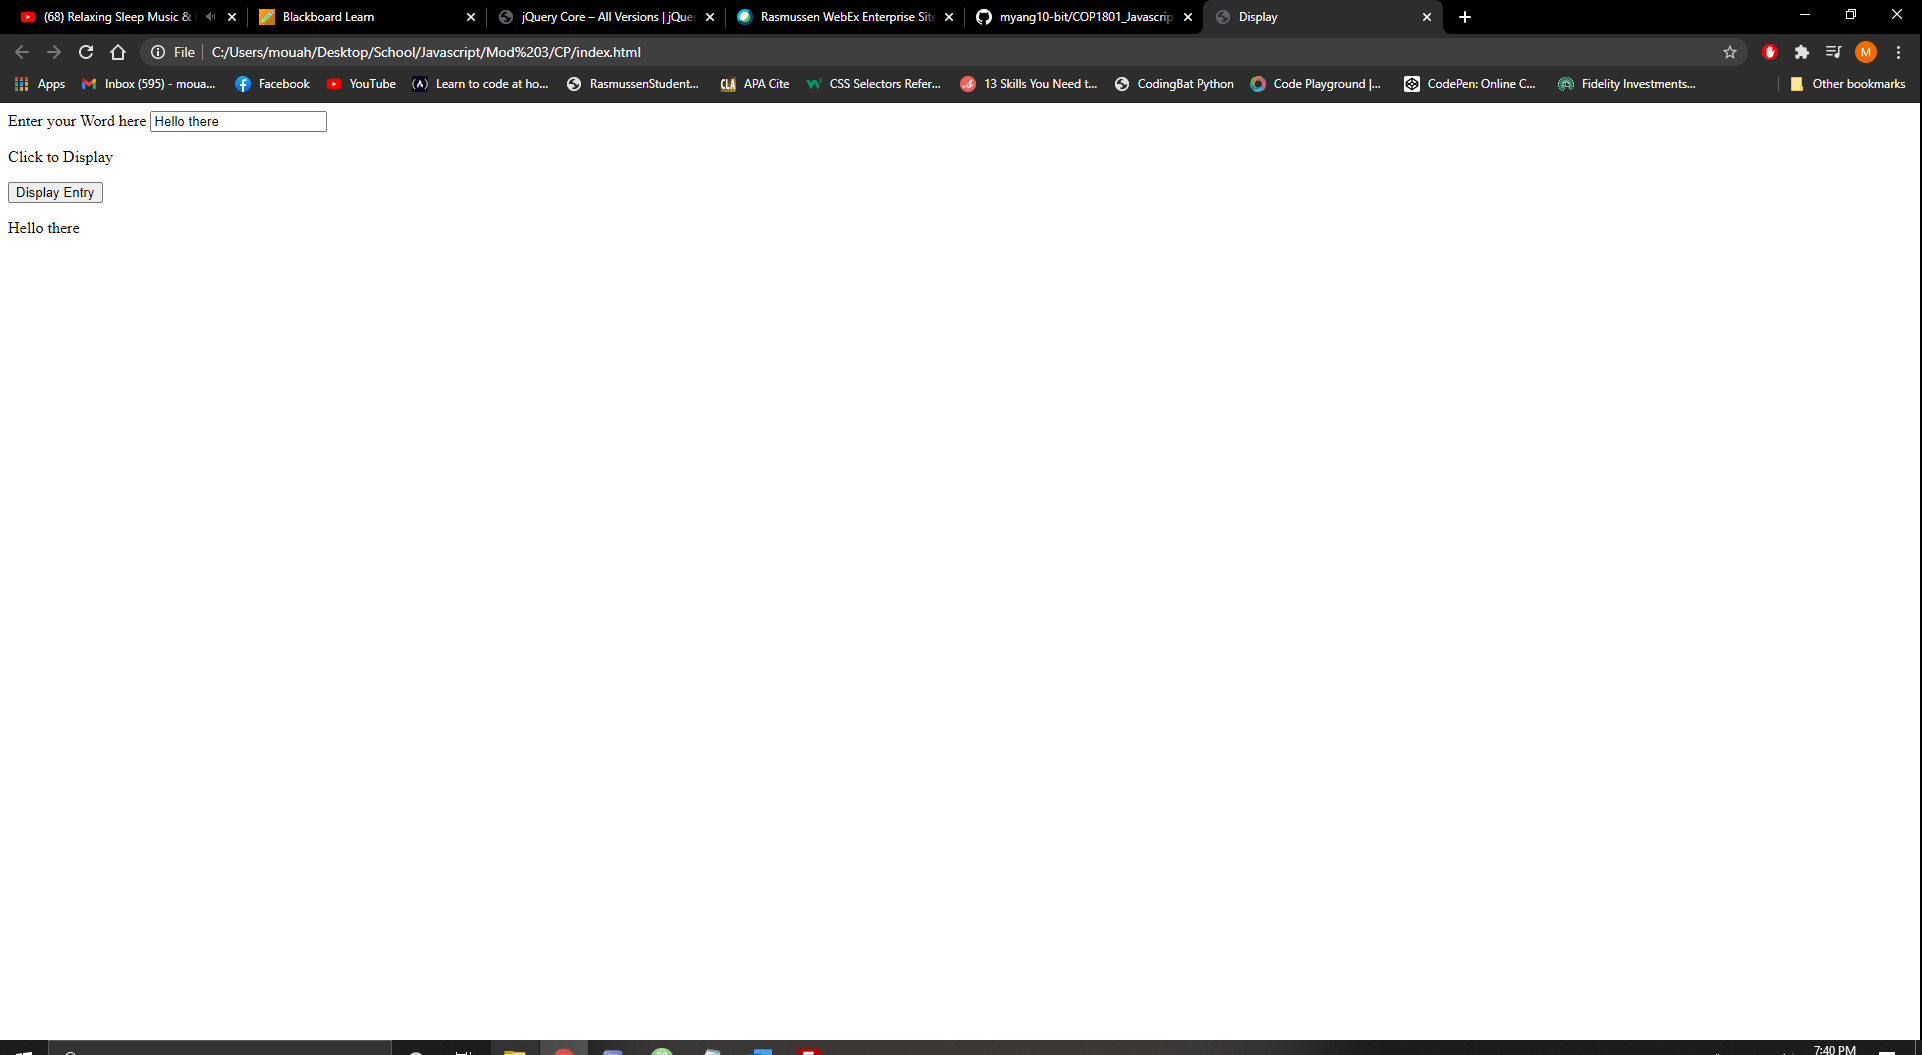 (68) Relaxing Sleep Music & Blackboard Learn jQuery Core – All Versions | jQuer Rasmussen WebEx Enterprise Site myang10-bit/COP1801_Javascrip Display
File C:/Users/mouah/Desktop/School/Javascript/Mod%203/CP/index.html M
Apps Inbox (595) - moua... Facebook YouTube Learn to code at ho... RasmussenStudent... CLA APA Cite CSS Selectors Refer... 13 Skills You Need t... CodingBat Python Code Playground |... CodePen: Online C... Fidelity Investments... Other bookmarks
Enter your Word here Hello there
Click to Display
Display Entry
Hello there
7:40 PM